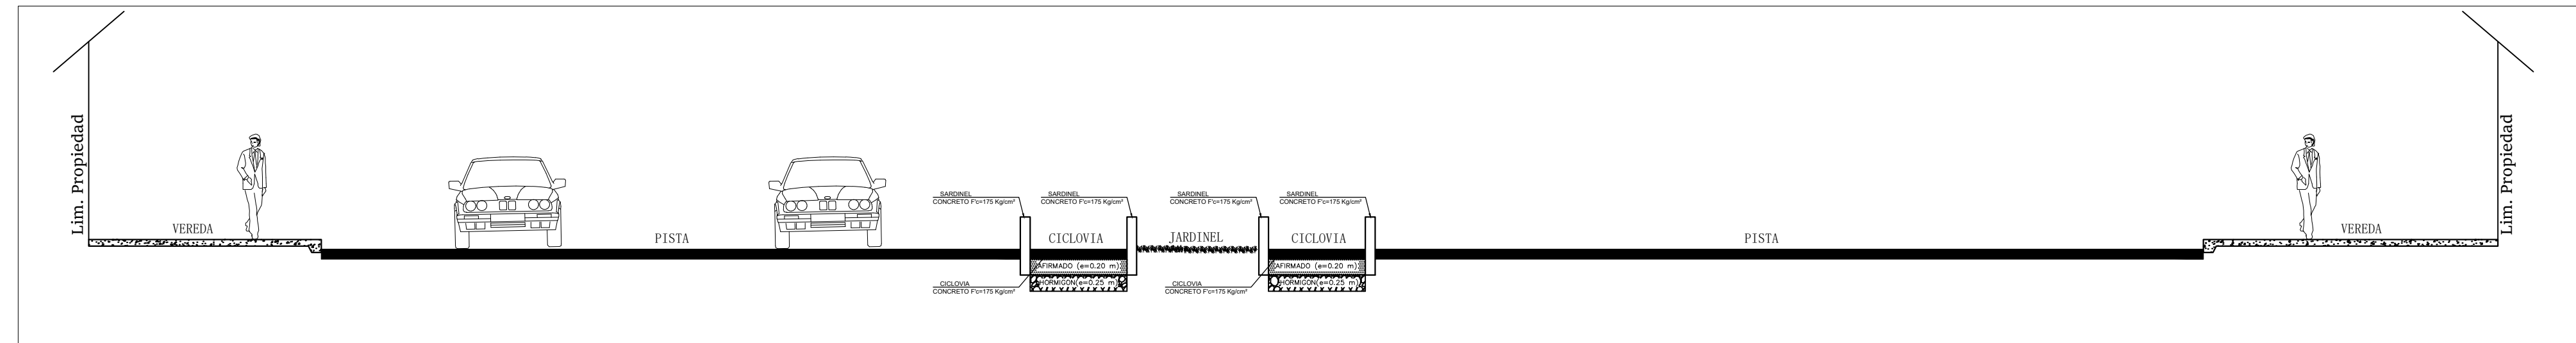 Lim. Propiedad
VEREDA
PISTA
SARDINEL
CONCRETO F'c=175 Kg/cm²
SARDINEL
CONCRETO F'c=175 Kg/cm²
CICLOVIA
AFIRMADO (e=0.20 m)
HORMIGON(e=0.25 m)
CICLOVIA
CONCRETO F'c=175 Kg/cm²
JARDINEL
SARDINEL
CONCRETO F'c=175 Kg/cm²
SARDINEL
CONCRETO F'c=175 Kg/cm²
CICLOVIA
AFIRMADO (e=0.20 m)
HORMIGON(e=0.25 m)
CICLOVIA
CONCRETO F'c=175 Kg/cm²
PISTA
VEREDA
Lim. Propiedad